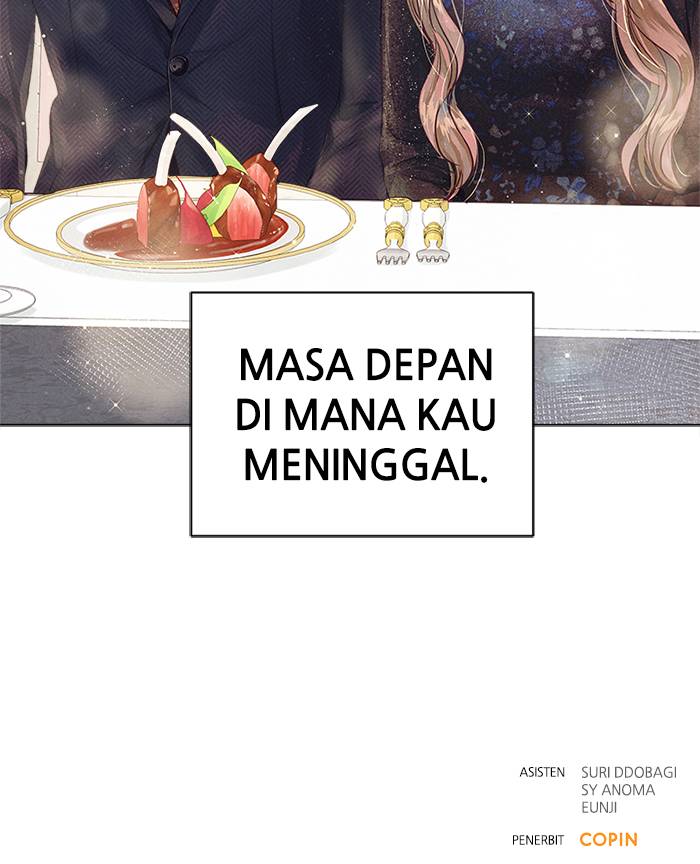 MASA DEPAN
DI MANA KAU
MENINGGAL.
ASISTEN SURI DDOBAGI
SY ANOMA
EUNJI
PENERBIT COPIN